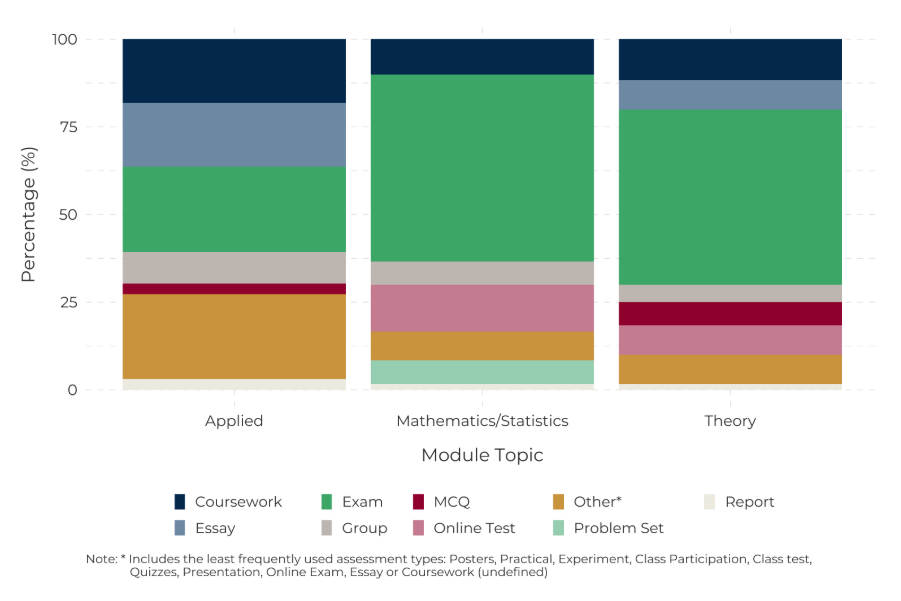 100
75
50
25
0
Percentage (%)
Applied
Mathematics/Statistics
Theory
Module Topic
Coursework
Exam
MCQ
Other*
Report
Essay
Group
Online Test
Problem Set
Note: * Includes the least frequently used assessment types: Posters, Practical, Experiment, Class Participation, Class test,
Quizzes, Presentation, Online Exam, Essay or Coursework (undefined)